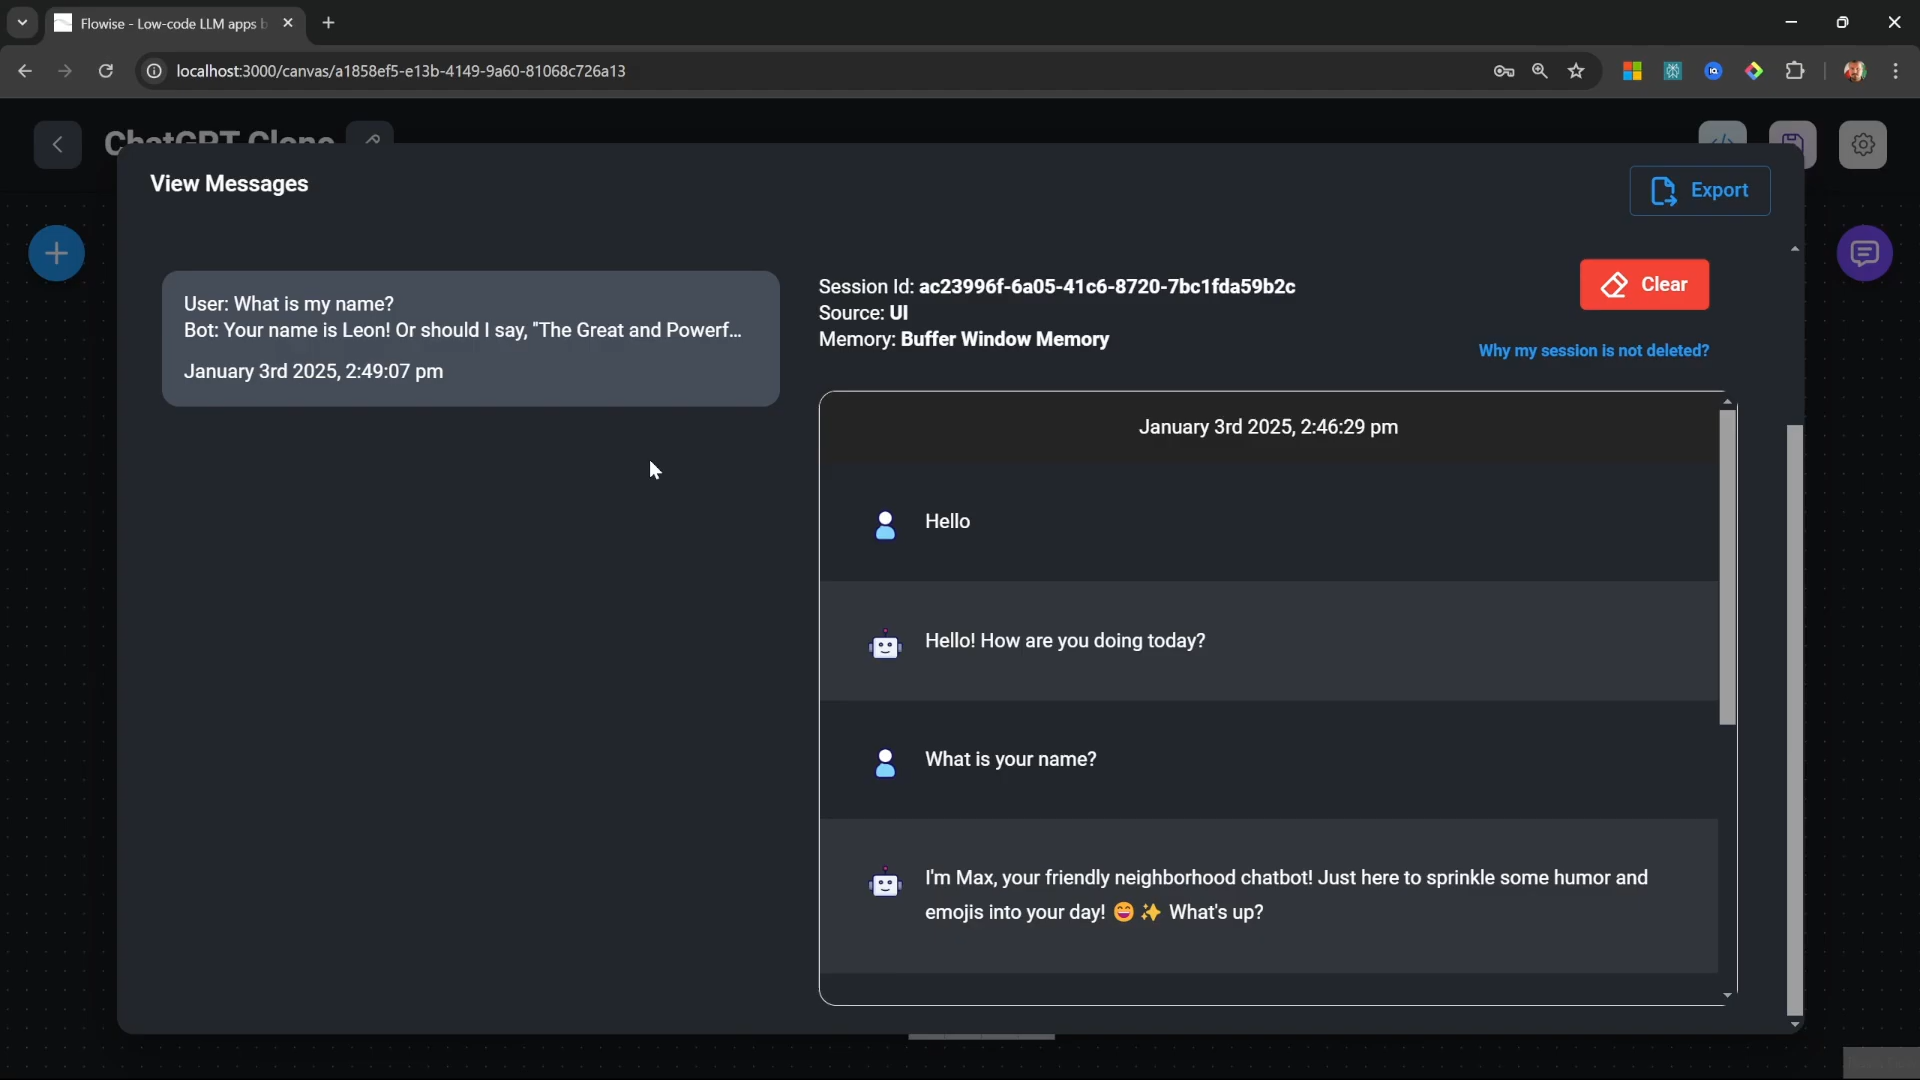 Flowise - Low-code LLM apps b
localhost:3000/canvas/a1858ef5-e13b-4149-9a60-81068c726a13
ChatGPT Clone
View Messages
Export
User: What is my name?
Bot: Your name is Leon! Or should I say, "The Great and Powerf...
January 3rd 2025, 2:49:07 pm
Session Id: ac23996f-6a05-41c6-8720-7bc1fda59b2c
Source: UI
Memory: Buffer Window Memory
Clear
Why my session is not deleted?
January 3rd 2025, 2:46:29 pm
Hello
Hello! How are you doing today?
What is your name?
I'm Max, your friendly neighborhood chatbot! Just here to sprinkle some humor and
emojis into your day! 😄 ✨ What's up?